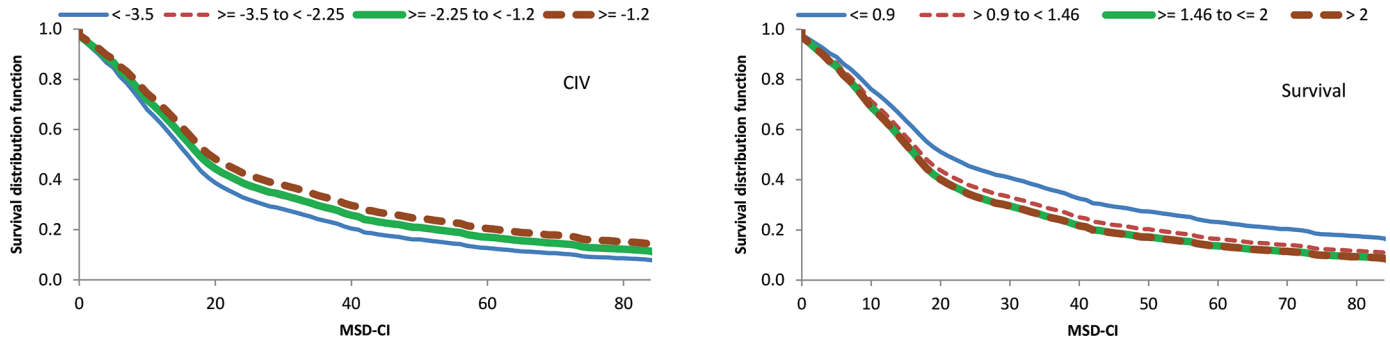 < -3.5 >= -3.5 to < -2.25 >= -2.25 to < -1.2 >= -1.2
1.0
0.8
0.6
0.4
0.2
0.0
Survival distribution function
CIV
0 20 40 60 80
MSD-CI
<= 0.9 > 0.9 to < 1.46 >= 1.46 to <= 2 > 2
1.0
0.8
0.6
0.4
0.2
0.0
Survival distribution function
Survival
0 10 20 30 40 50 60 70 80
MSD-CI